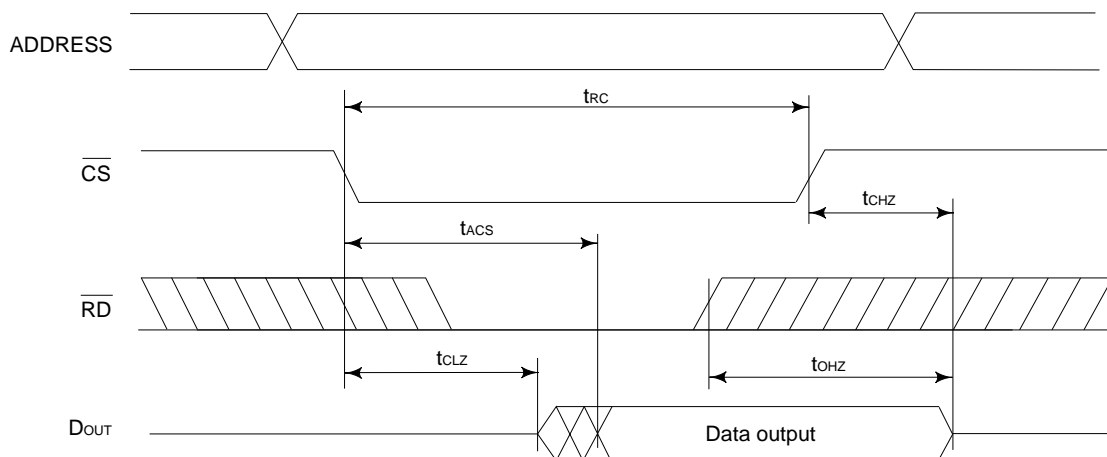 ADDRESS
tRC
CS
tCHZ
tACS
RD
tCLZ
tOHZ
DOUT
Data output